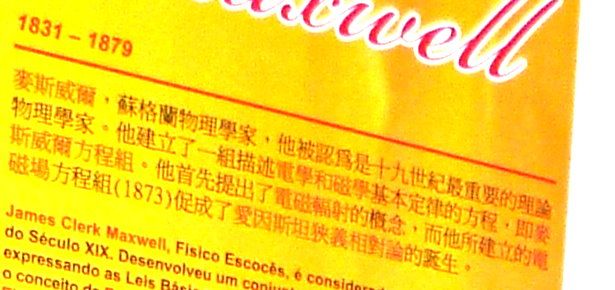 axwell
1831 – 1879
麥斯威爾，蘇格蘭物理學家，他被認爲是十九世紀最重要的理論
物理學家。他建立了一組描述電學和磁學基本定律的方程，即麥
斯威爾方程組。他首先提出了電磁輻射的概念，而他所建立的電
磁場方程組(1873)促成了愛因斯坦狹義相對論的誕生。
James Clerk Maxwell, Físico Escocês, é considerad
do Século XIX. Desenvolveu um conjun
expressando as Leis Bási
o conceito de